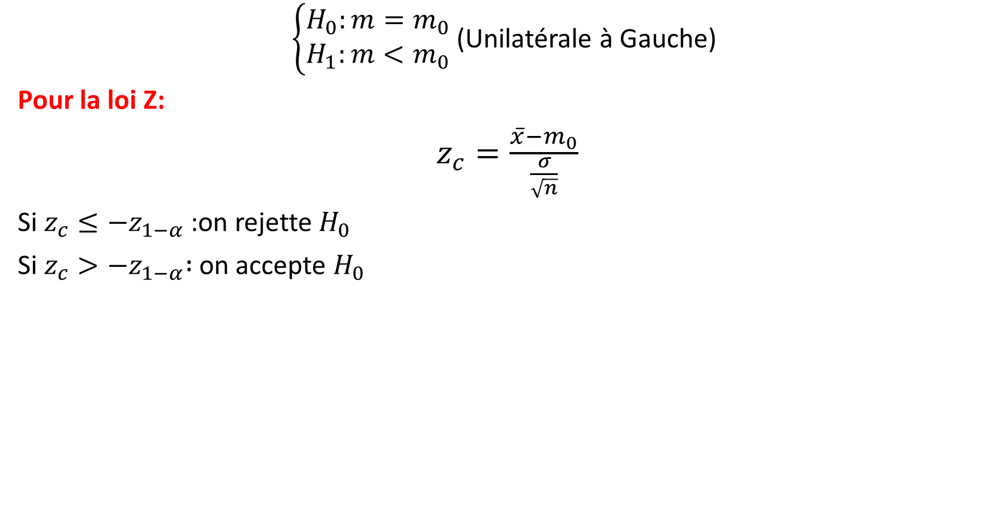 {H₀: m = m₀
H₁: m < m₀ (Unilatérale à Gauche)
Pour la loi Z:
z_c = (x̄−m₀)/(σ/√n)
Si z_c ≤ −z_{1−α} :on rejette H₀
Si z_c > −z_{1−α}: on accepte H₀